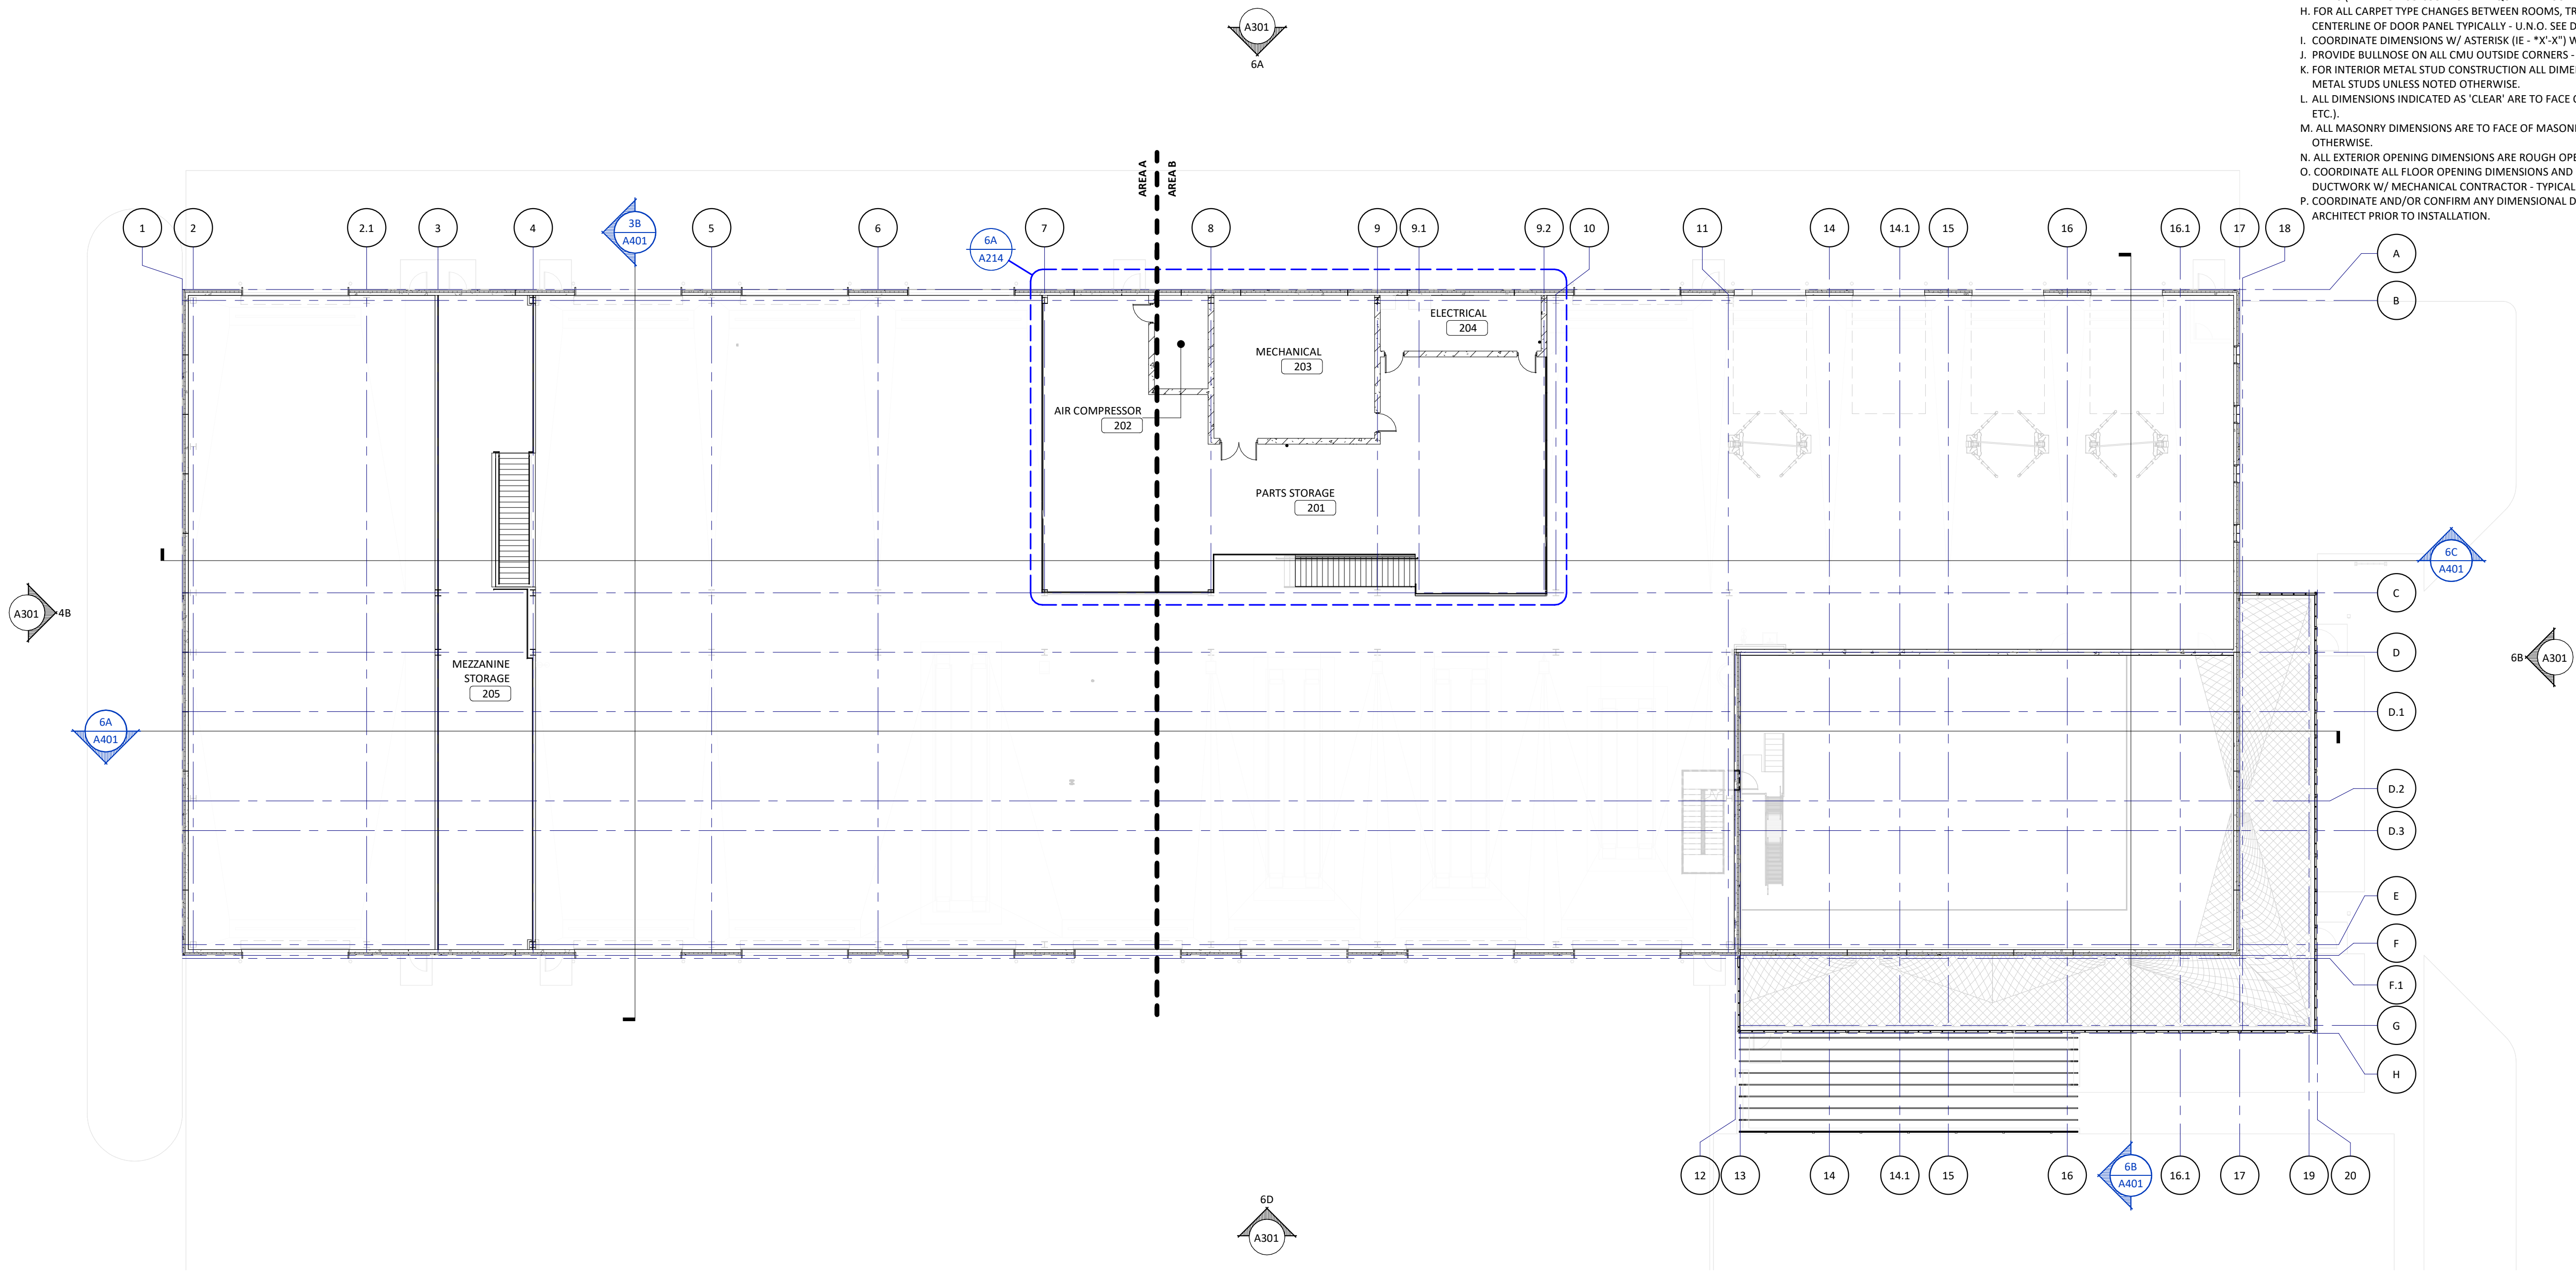 H. FOR ALL CARPET TYPE CHANGES BETWEEN ROOMS,
CENTERLINE OF DOOR PANEL TYPICALLY - U.N.O. SEE
I. COORDINATE DIMENSIONS W/ ASTERISK (IE - *X'-X")
J. PROVIDE BULLNOSE ON ALL CMU OUTSIDE CORNERS -
K. FOR INTERIOR METAL STUD CONSTRUCTION ALL
METAL STUDS UNLESS NOTED OTHERWISE.
L. ALL DIMENSIONS INDICATED AS 'CLEAR' ARE TO FACE
ETC.).
M. ALL MASONRY DIMENSIONS ARE TO FACE OF
OTHERWISE.
N. ALL EXTERIOR OPENING DIMENSIONS ARE ROUGH
O. COORDINATE ALL FLOOR OPENING DIMENSIONS AND
DUCTWORK W/ MECHANICAL CONTRACTOR -
P. COORDINATE AND/OR CONFIRM ANY DIMENSIONAL
ARCHITECT PRIOR TO INSTALLATION.
A301
6A
AREA A
AREA B
1
2
2.1
3
4
3B
A401
5
6
6A
A214
7
8
9
9.1
9.2
10
11
14
14.1
15
16
16.1
17
18
A
B
ELECTRICAL
204
MECHANICAL
203
AIR COMPRESSOR
202
PARTS STORAGE
201
6C
A401
C
A301
4B
D
6B
A301
MEZZANINE
STORAGE
205
D.1
6A
A401
D.2
D.3
E
F
F.1
G
H
12
13
14
14.1
15
16
6B
A401
16.1
17
19
20
6D
A301